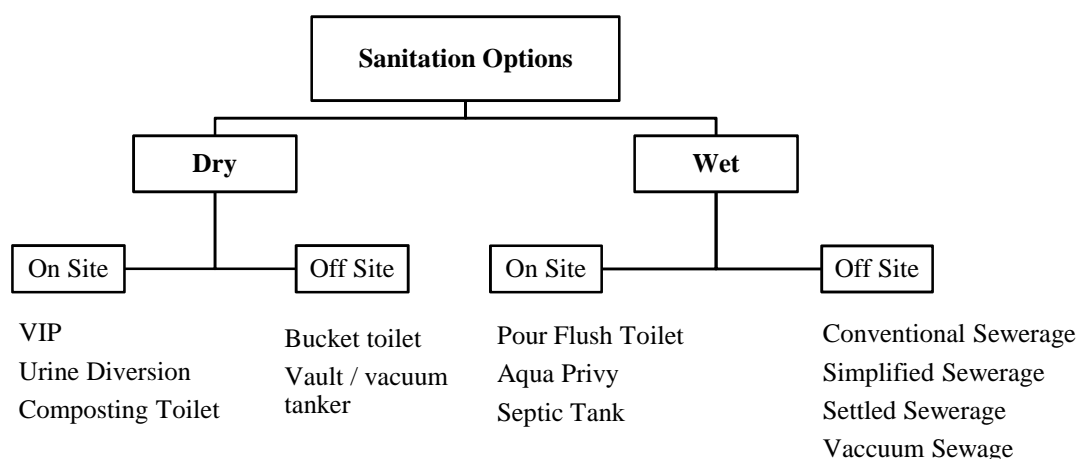 Sanitation Options
Dry
Wet
On Site
Off Site
On Site
Off Site
VIP
Urine Diversion
Composting Toilet
Bucket toilet
Vault / vacuum
tanker
Pour Flush Toilet
Aqua Privy
Septic Tank
Conventional Sewerage
Simplified Sewerage
Settled Sewerage
Vaccuum Sewage